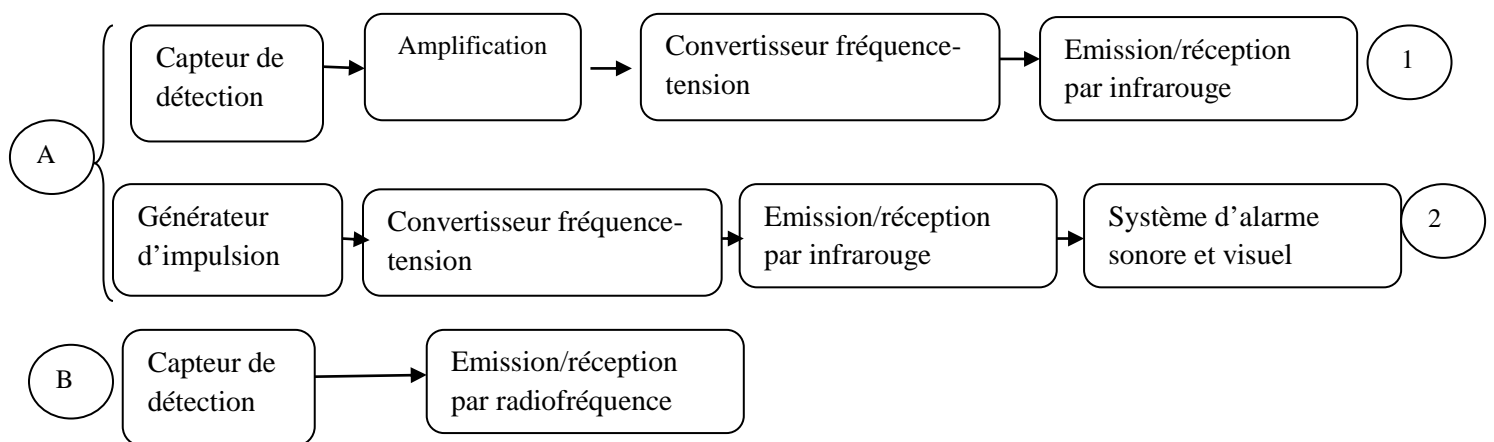 Capteur de
détection
Amplification
Convertisseur fréquence-
tension
Emission/réception
par infrarouge
1
A
Générateur
d’impulsion
Convertisseur fréquence-
tension
Emission/réception
par infrarouge
Système d’alarme
sonore et visuel
2
B
Capteur de
détection
Emission/réception
par radiofréquence